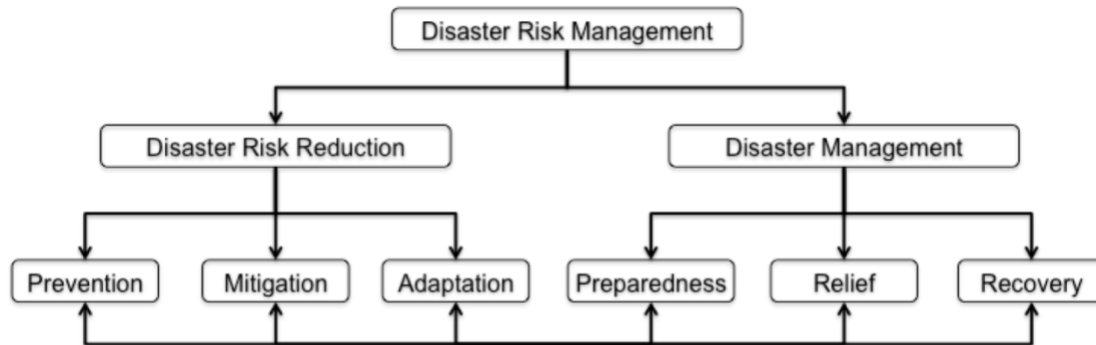 Disaster Risk Management
Disaster Risk Reduction
Disaster Management
Prevention
Mitigation
Adaptation
Preparedness
Relief
Recovery